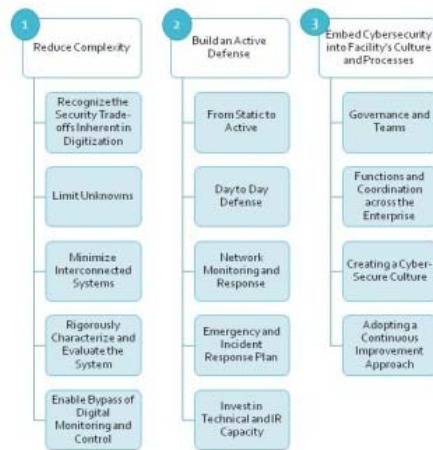 1
Reduce Complexity
Recognize the
Security Trade-
offs Inherent in
Digitization
Limit Unknowns
Minimize
Interconnected
Systems
Rigorously
Characterize and
Evaluate the
System
Enable Bypass of
Digital
Monitoring and
Control
2
Build an Active
Defense
From Static to
Active
Day to Day
Defense
Network
Monitoring and
Response
Emergency and
Incident
Response Plan
Invest in
Technical and IR
Capacity
3
Embed Cybersecurity
into Facility's Culture
and Processes
Governance and
Teams
Functions and
Coordination
across the
Enterprise
Creating a Cyber-
Secure Culture
Adopting a
Continuous
Improvement
Approach